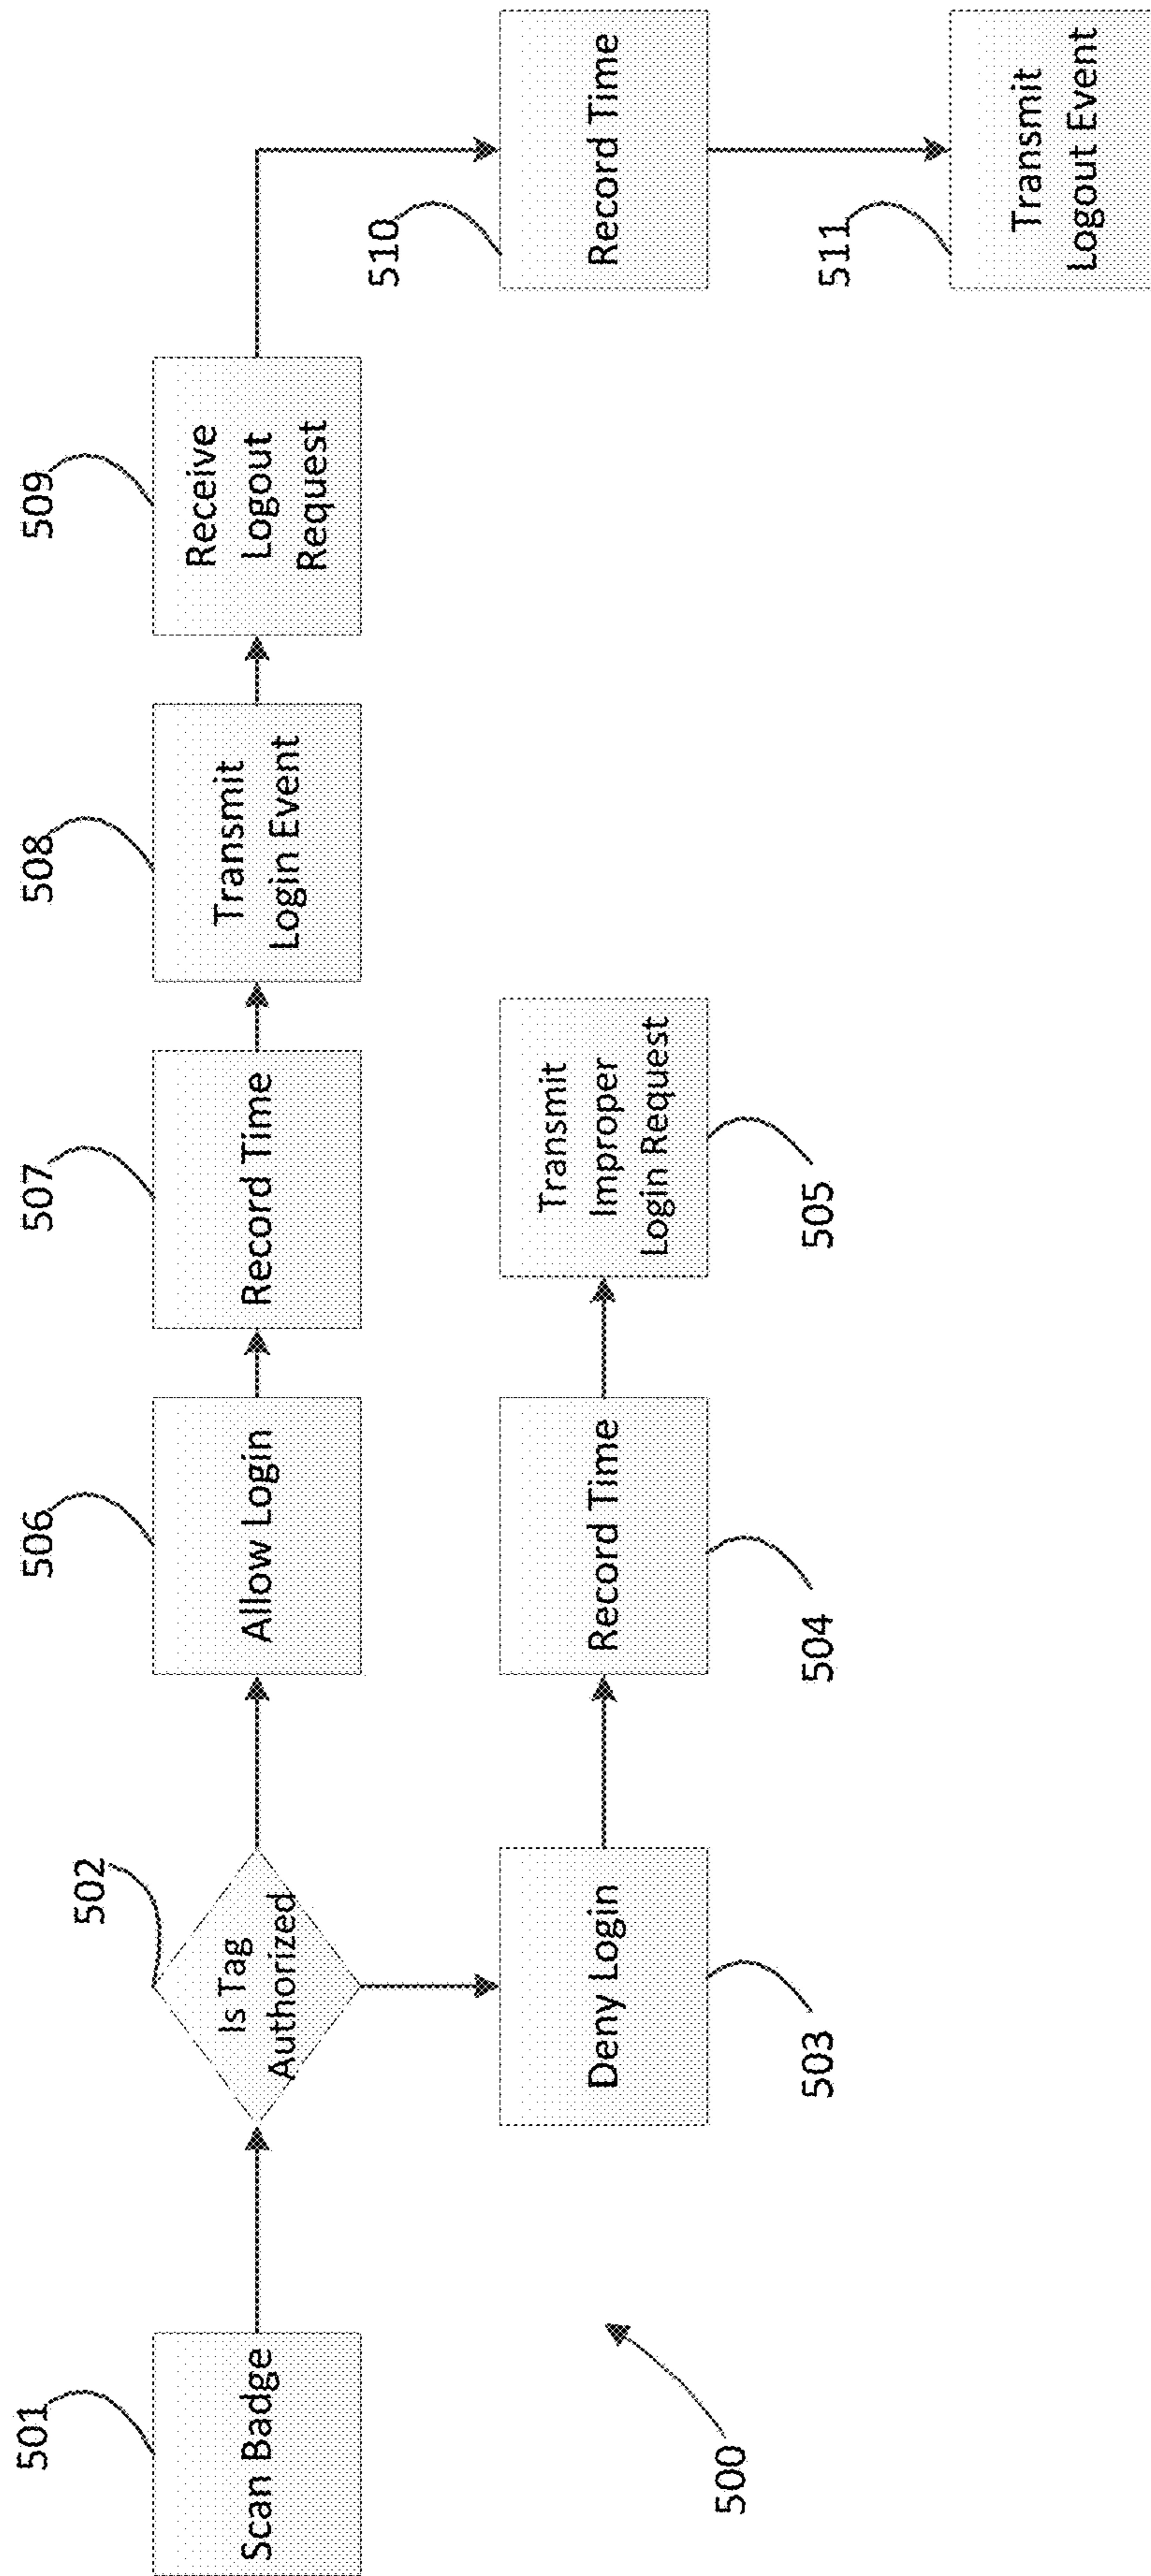 501
Scan Badge
502
Is Tag
Authorized
506
Allow Login
507
Record Time
508
Transmit
Login Event
509
Receive
Logout
Request
510
Record Time
511
Transmit
Logout Event
Deny Login
503
Record Time
504
Transmit
Improper
Login Request
505
500